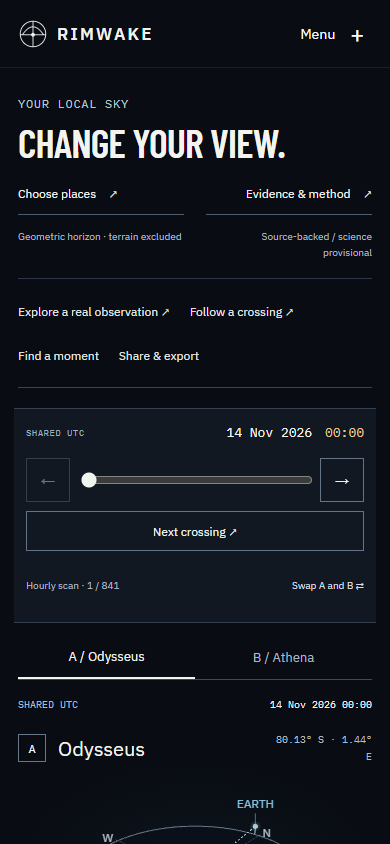 RIMWAKE Menu +
YOUR LOCAL SKY
CHANGE YOUR VIEW.
Choose places ↗ Evidence & method ↗
Geometric horizon · terrain excluded Source-backed / science
provisional
Explore a real observation ↗ Follow a crossing ↗
Find a moment Share & export
SHARED UTC 14 Nov 2026 00:00
← →
Next crossing ↗
Hourly scan · 1 / 841 Swap A and B ⇄
A / Odysseus B / Athena
SHARED UTC 14 Nov 2026 00:00
A Odysseus 80.13° S · 1.44°
E
EARTH
W N